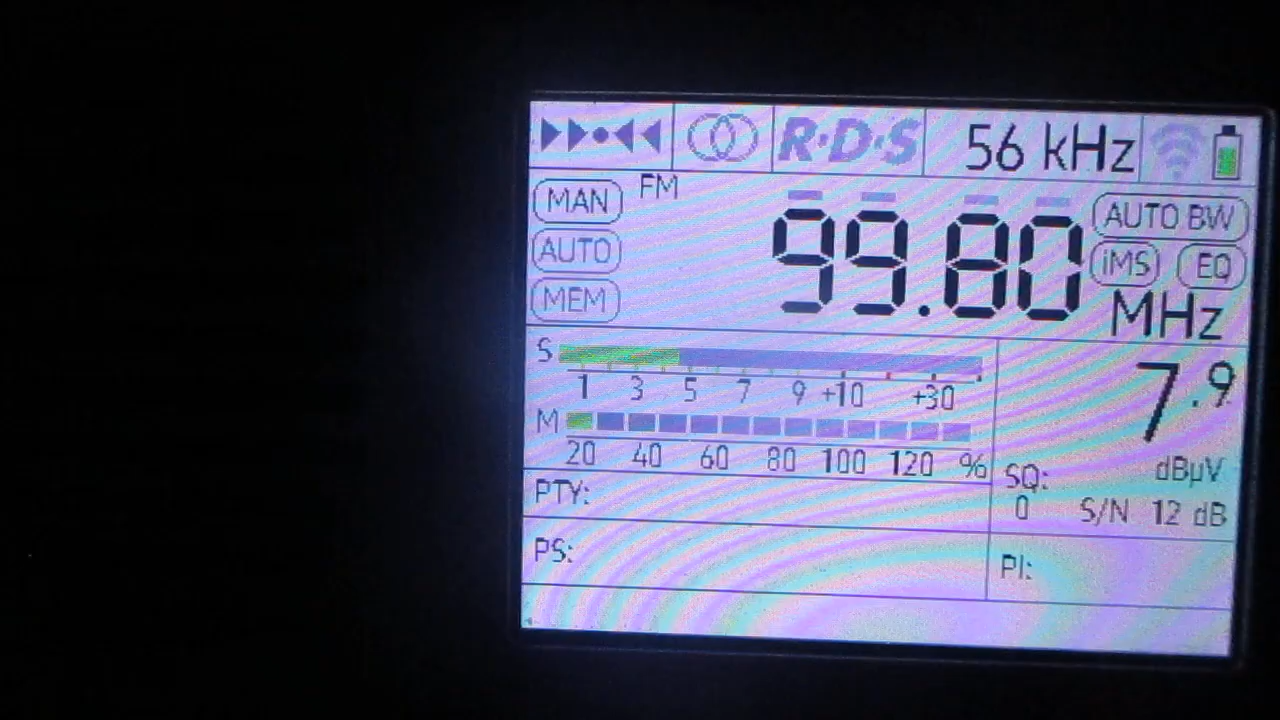 R·D·S 56 kHz
MAN FM 99.80 AUTO BW
AUTO iMS EQ
MEM MHz
S
1 3 5 7 9 +10 +30
7.9
M
20 40 60 80 100 120 %
dBµV
SQ:
0 S/N 12 dB
PTY:
PS:
PI: